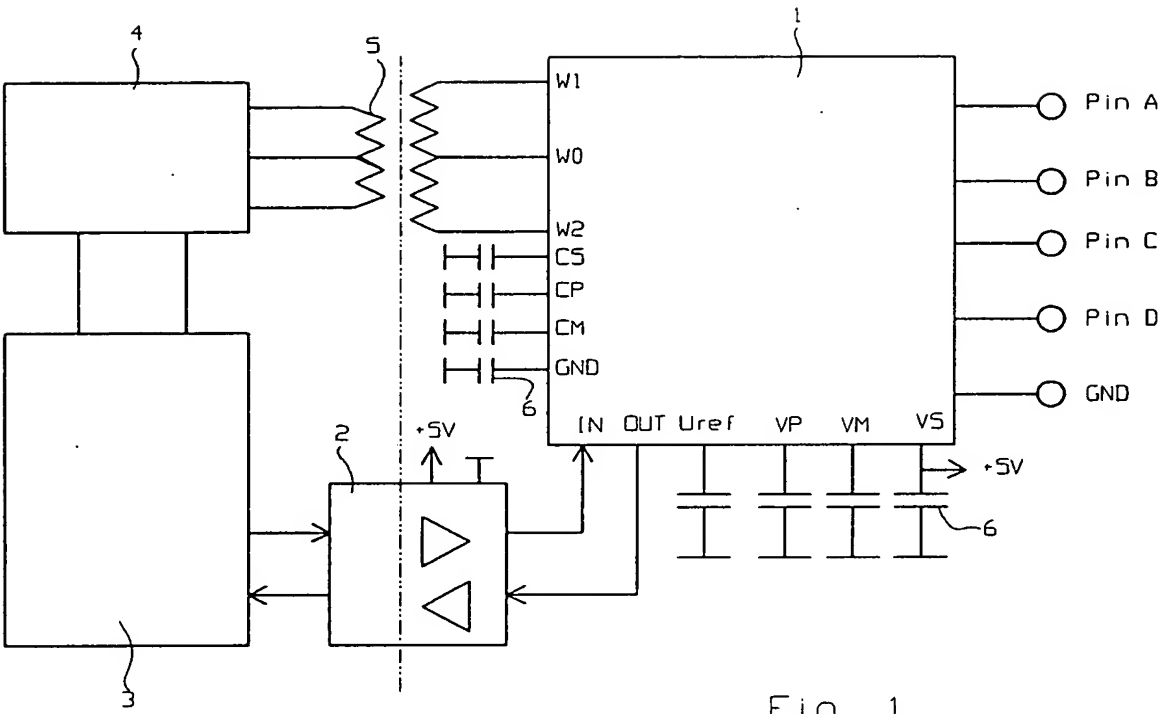 1
4
5
W1
Pin A
W0
Pin B
W2
CS
Pin C
CP
CM
Pin D
GND
GND
6
IN OUT Uref VP VM VS
2
+5V
+5V
6
3
Fig. 1